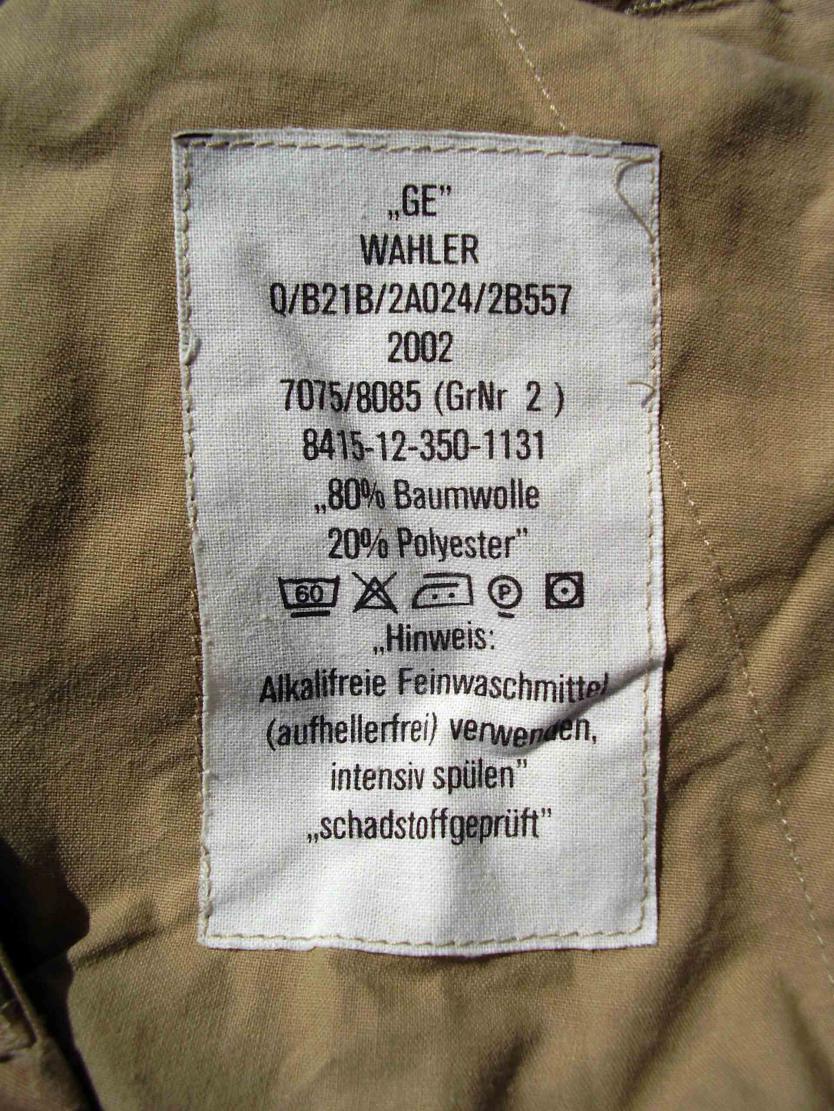 „GE”
WAHLER
Q/B21B/2A024/2B557
2002
7075/8085 (GrNr 2 )
8415-12-350-1131
„80% Baumwolle
20% Polyester”
60 P
„Hinweis:
Alkalifreie Feinwaschmittel
(aufhellerfrei) verwenden,
intensiv spülen”
„schadstoffgeprüft”